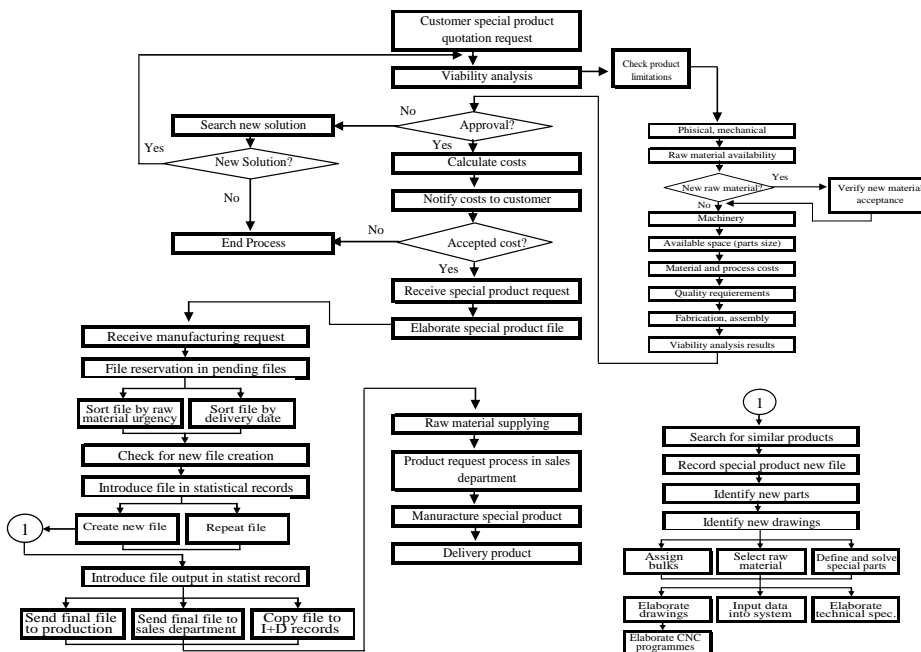 Customer special product
quotation request
Viability analysis
Check product
limitations
No
Approval?
Yes
Search new solution
Yes
New Solution?
No
Calculate costs
Notify costs to customer
End Process
No
Accepted cost?
Yes
Receive special product request
Elaborate special product file
Phisical, mechanical
Raw material availability
New raw material?
Yes
No
Verify new material
acceptance
Machinery
Available space (parts size)
Material and process costs
Quality requierements
Fabrication, assembly
Viability analysis results
Receive manufacturing request
File reservation in pending files
Sort file by raw
material urgency
Sort file by
delivery date
Check for new file creation
Introduce file in statistical records
1
Create new file
Repeat file
Introduce file output in statist record
Send final file
to production
Send final file to
sales department
Copy file to
I+D records
Raw material supplying
Product request process in sales
department
Manuracture special product
Delivery product
1
Search for similar products
Record special product new file
Identify new parts
Identify new drawings
Assign
bulks
Select raw
material
Define and solve
special parts
Elaborate
drawings
Input data
into system
Elaborate
technical spec.
Elaborate CNC
programmes